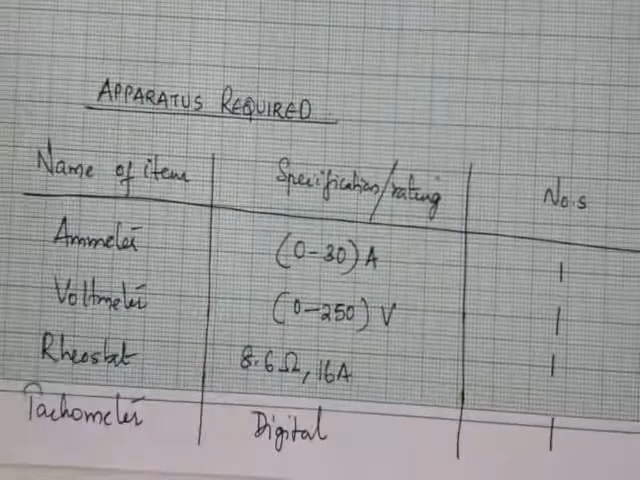 APPARATUS REQUIRED
Name of item Specification/rating No.s
Ammeter (0-30) A 1
Voltmeter (0-250) V 1
Rheostat 8.6Ω, 16A 1
Tachometer Digital 1